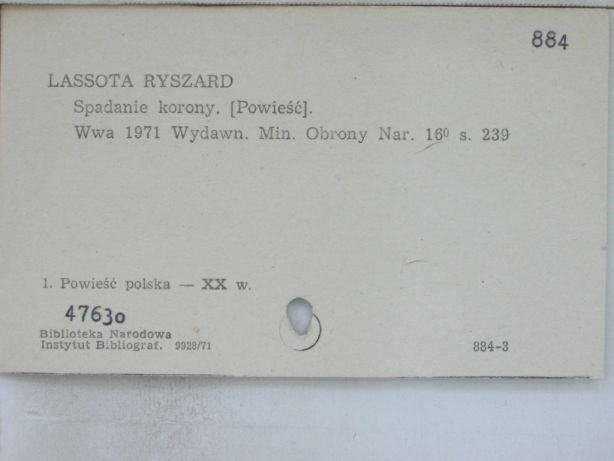 884
LASSOTA RYSZARD
Spadanie korony. [Powieść].
Wwa 1971 Wydawn. Min. Obrony Nar. 16⁰ s. 239
1. Powieść polska — XX w.
47630
Biblioteka Narodowa
Instytut Bibliograf. 9928/71
884-3